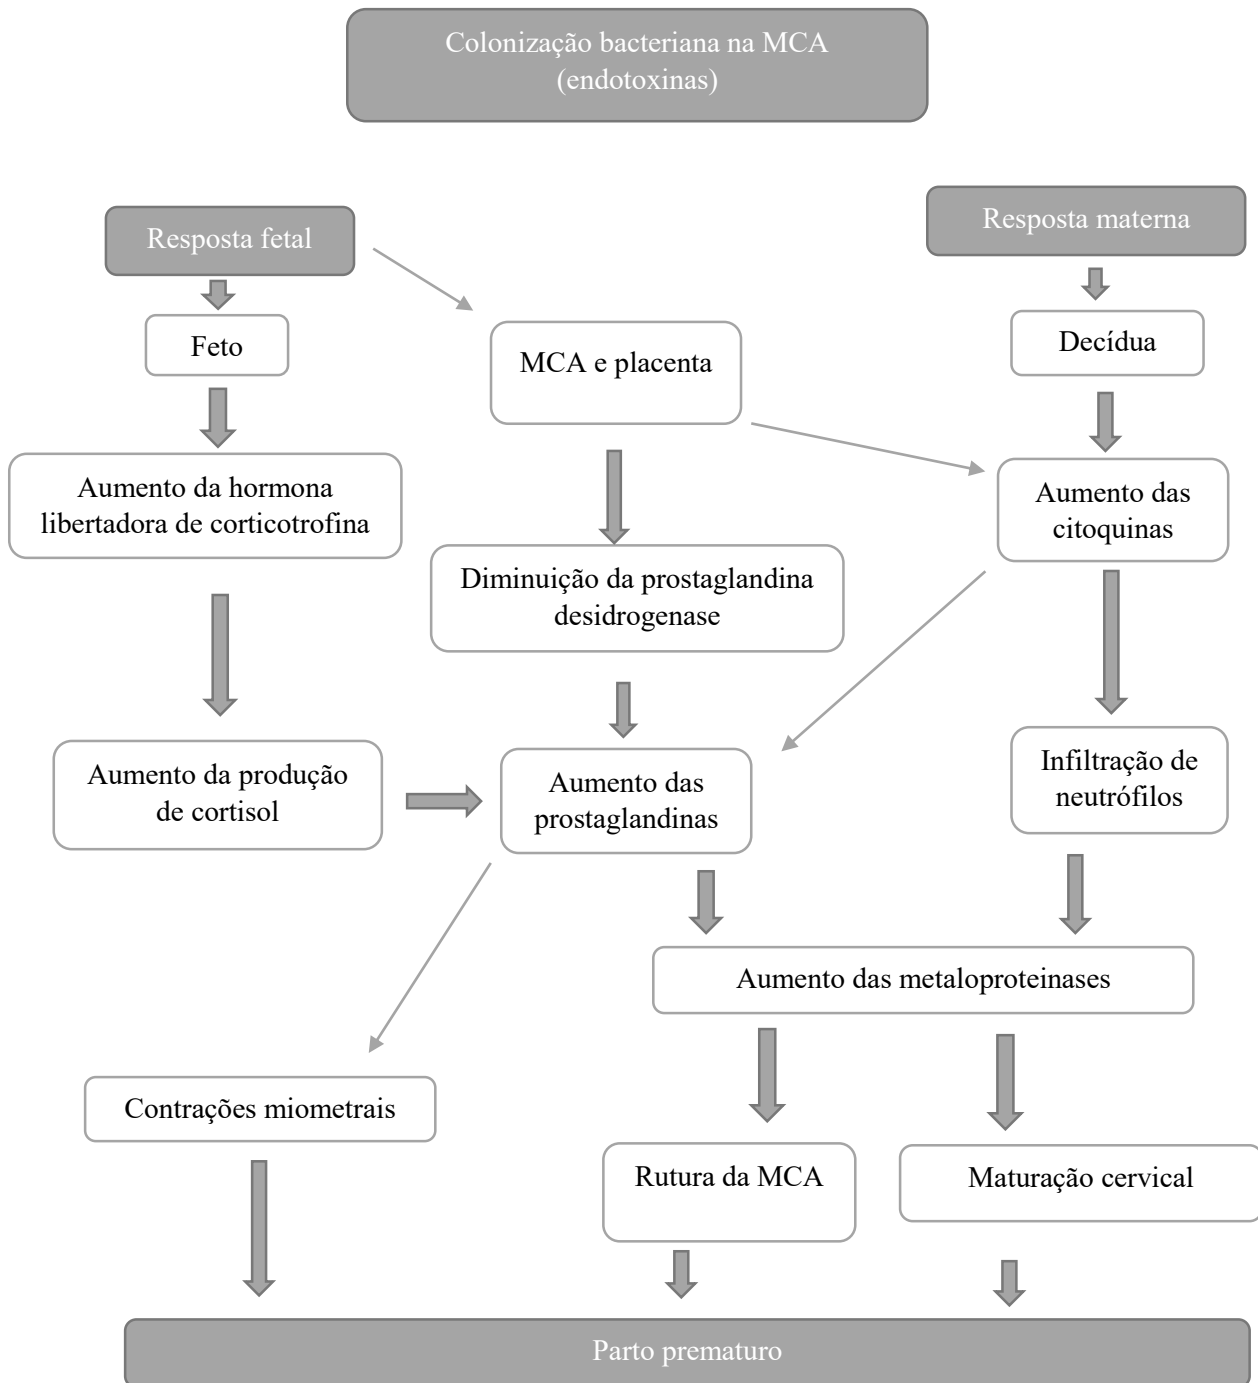 Colonização bacteriana na MCA
(endotoxinas)
Resposta fetal
Resposta materna
Feto
MCA e placenta
Decídua
Aumento da hormona
libertadora de corticotrofina
Aumento das
citoquinas
Diminuição da prostaglandina
desidrogenase
Aumento da produção
de cortisol
Aumento das
prostaglandinas
Infiltração de
neutrófilos
Aumento das metaloproteinases
Contrações miometrais
Rutura da MCA
Maturação cervical
Parto prematuro